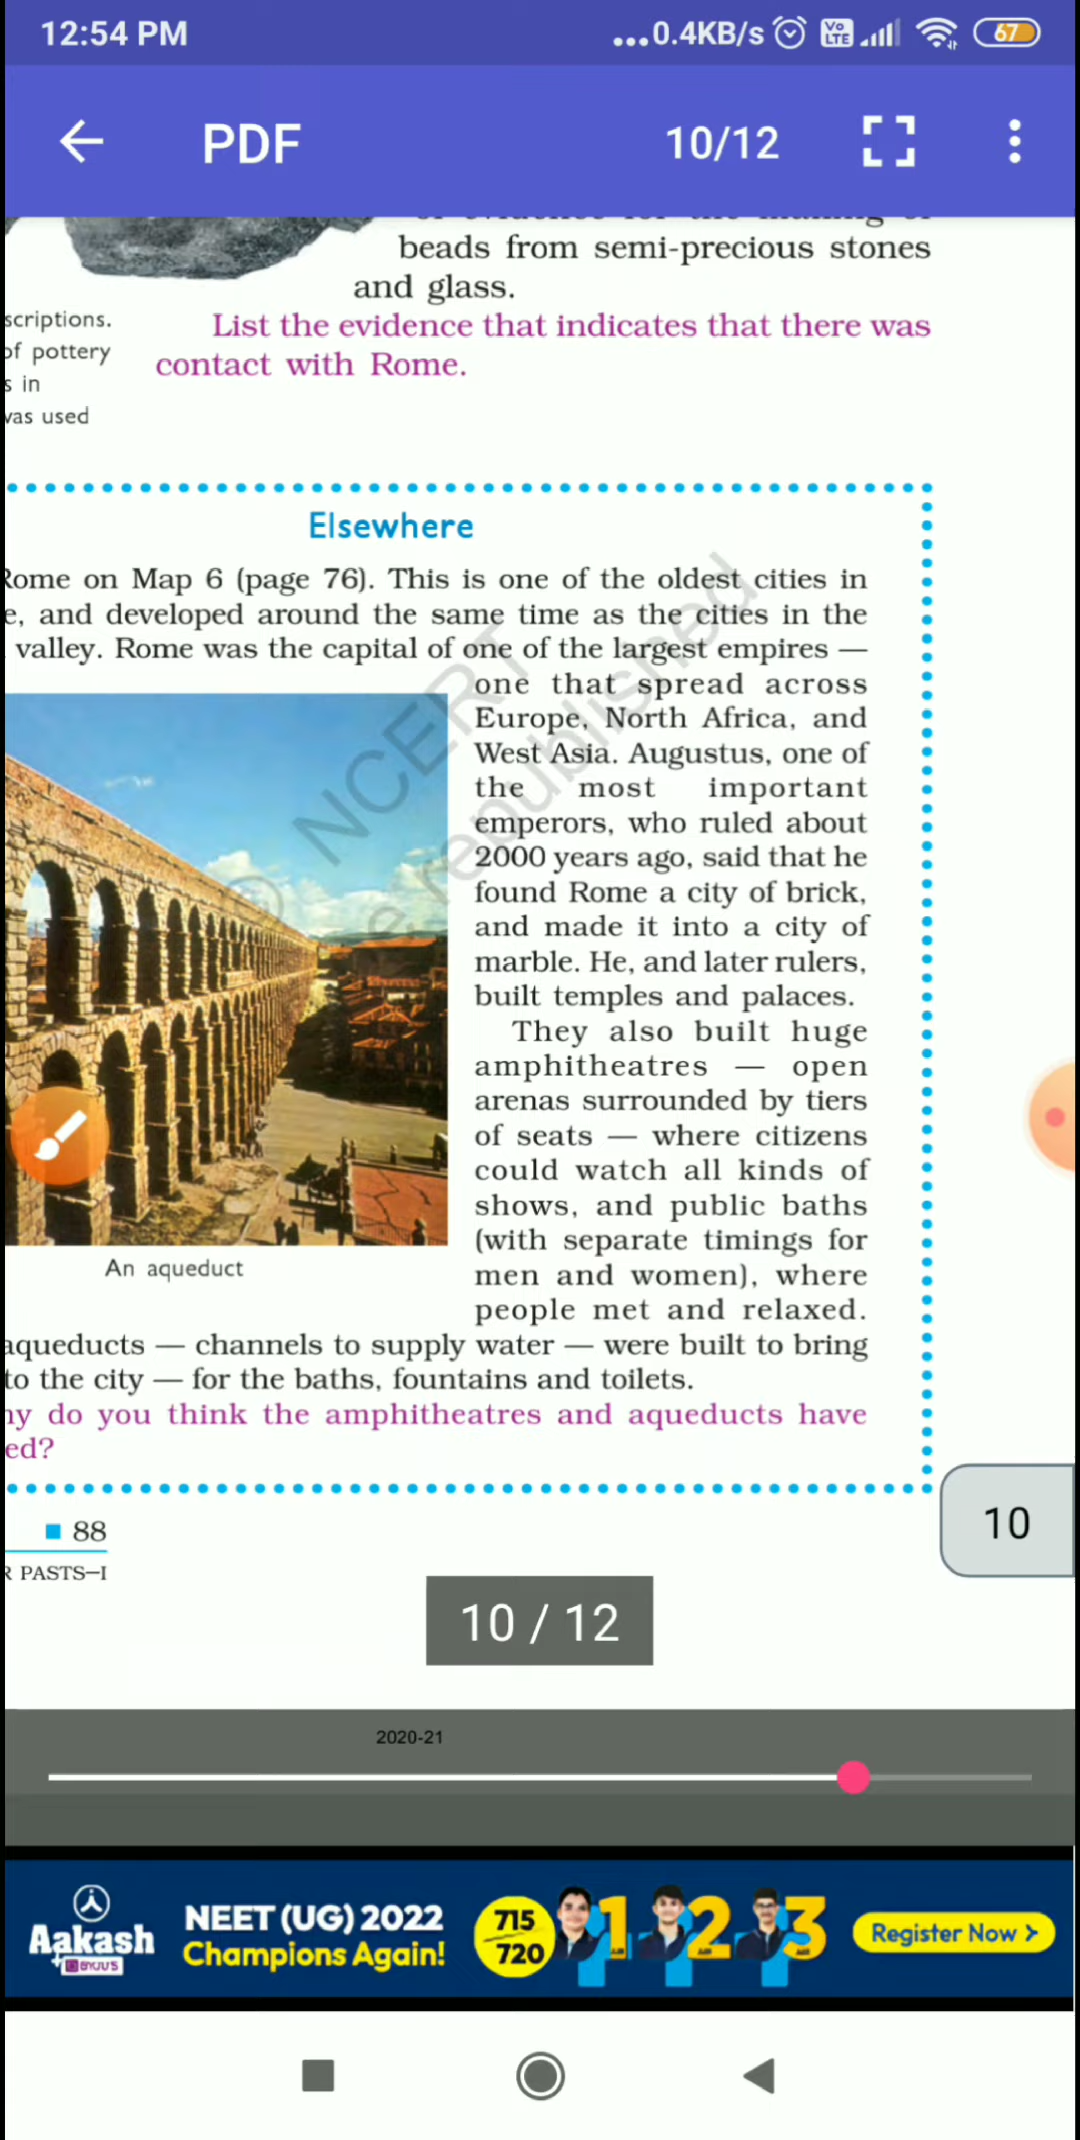 12:54 PM
...0.4KB/s
Vo LTE
67
PDF
10/12
beads from semi-precious stones
and glass.
scriptions.
of pottery
s in
was used
List the evidence that indicates that there was
contact with Rome.
Elsewhere
Rome on Map 6 (page 76). This is one of the oldest cities in
e, and developed around the same time as the cities in the
valley. Rome was the capital of one of the largest empires —
one that spread across
Europe, North Africa, and
West Asia. Augustus, one of
the most important
emperors, who ruled about
2000 years ago, said that he
found Rome a city of brick,
and made it into a city of
marble. He, and later rulers,
built temples and palaces.
They also built huge
amphitheatres — open
arenas surrounded by tiers
of seats — where citizens
could watch all kinds of
shows, and public baths
(with separate timings for
men and women), where
people met and relaxed.
An aqueduct
aqueducts — channels to supply water — were built to bring
to the city — for the baths, fountains and toilets.
hy do you think the amphitheatres and aqueducts have
ed?
© NCERT
e republished
88
R PASTS–I
10
10 / 12
2020-21
Aakash
BYJU'S
NEET (UG) 2022
Champions Again!
715
720
1
2
3
Register Now >